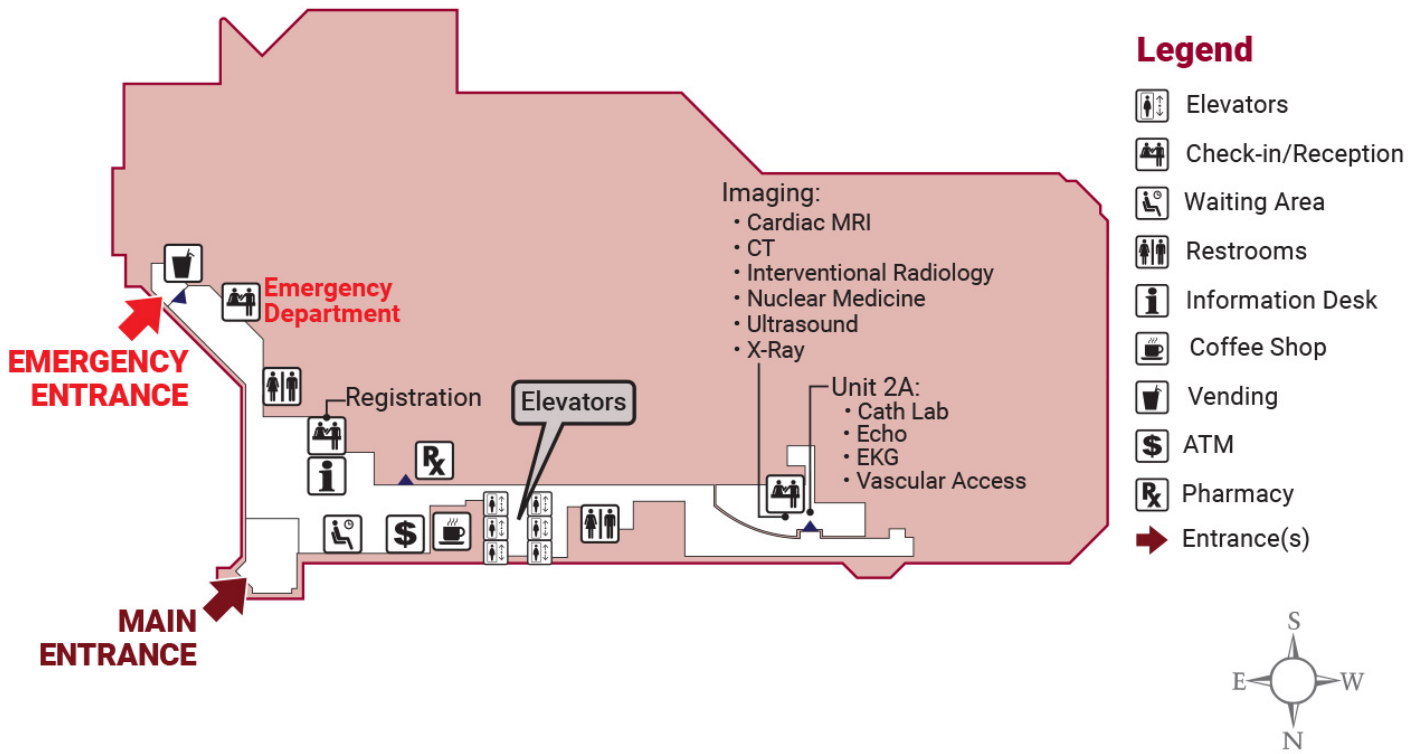 Legend
Elevators
Check-in/Reception
Waiting Area
Restrooms
Information Desk
Coffee Shop
Vending
$ ATM
Rx Pharmacy
Entrance(s)
Imaging:
• Cardiac MRI
• CT
• Interventional Radiology
• Nuclear Medicine
• Ultrasound
• X-Ray
Emergency
Department
EMERGENCY
ENTRANCE
Registration
Elevators
Unit 2A:
• Cath Lab
• Echo
• EKG
• Vascular Access
Rx
i
$
MAIN
ENTRANCE
S
E W
N